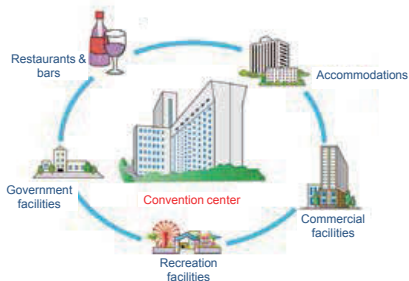 Restaurants &
bars
Accommodations
Government
facilities
Convention center
Commercial
facilities
Recreation
facilities